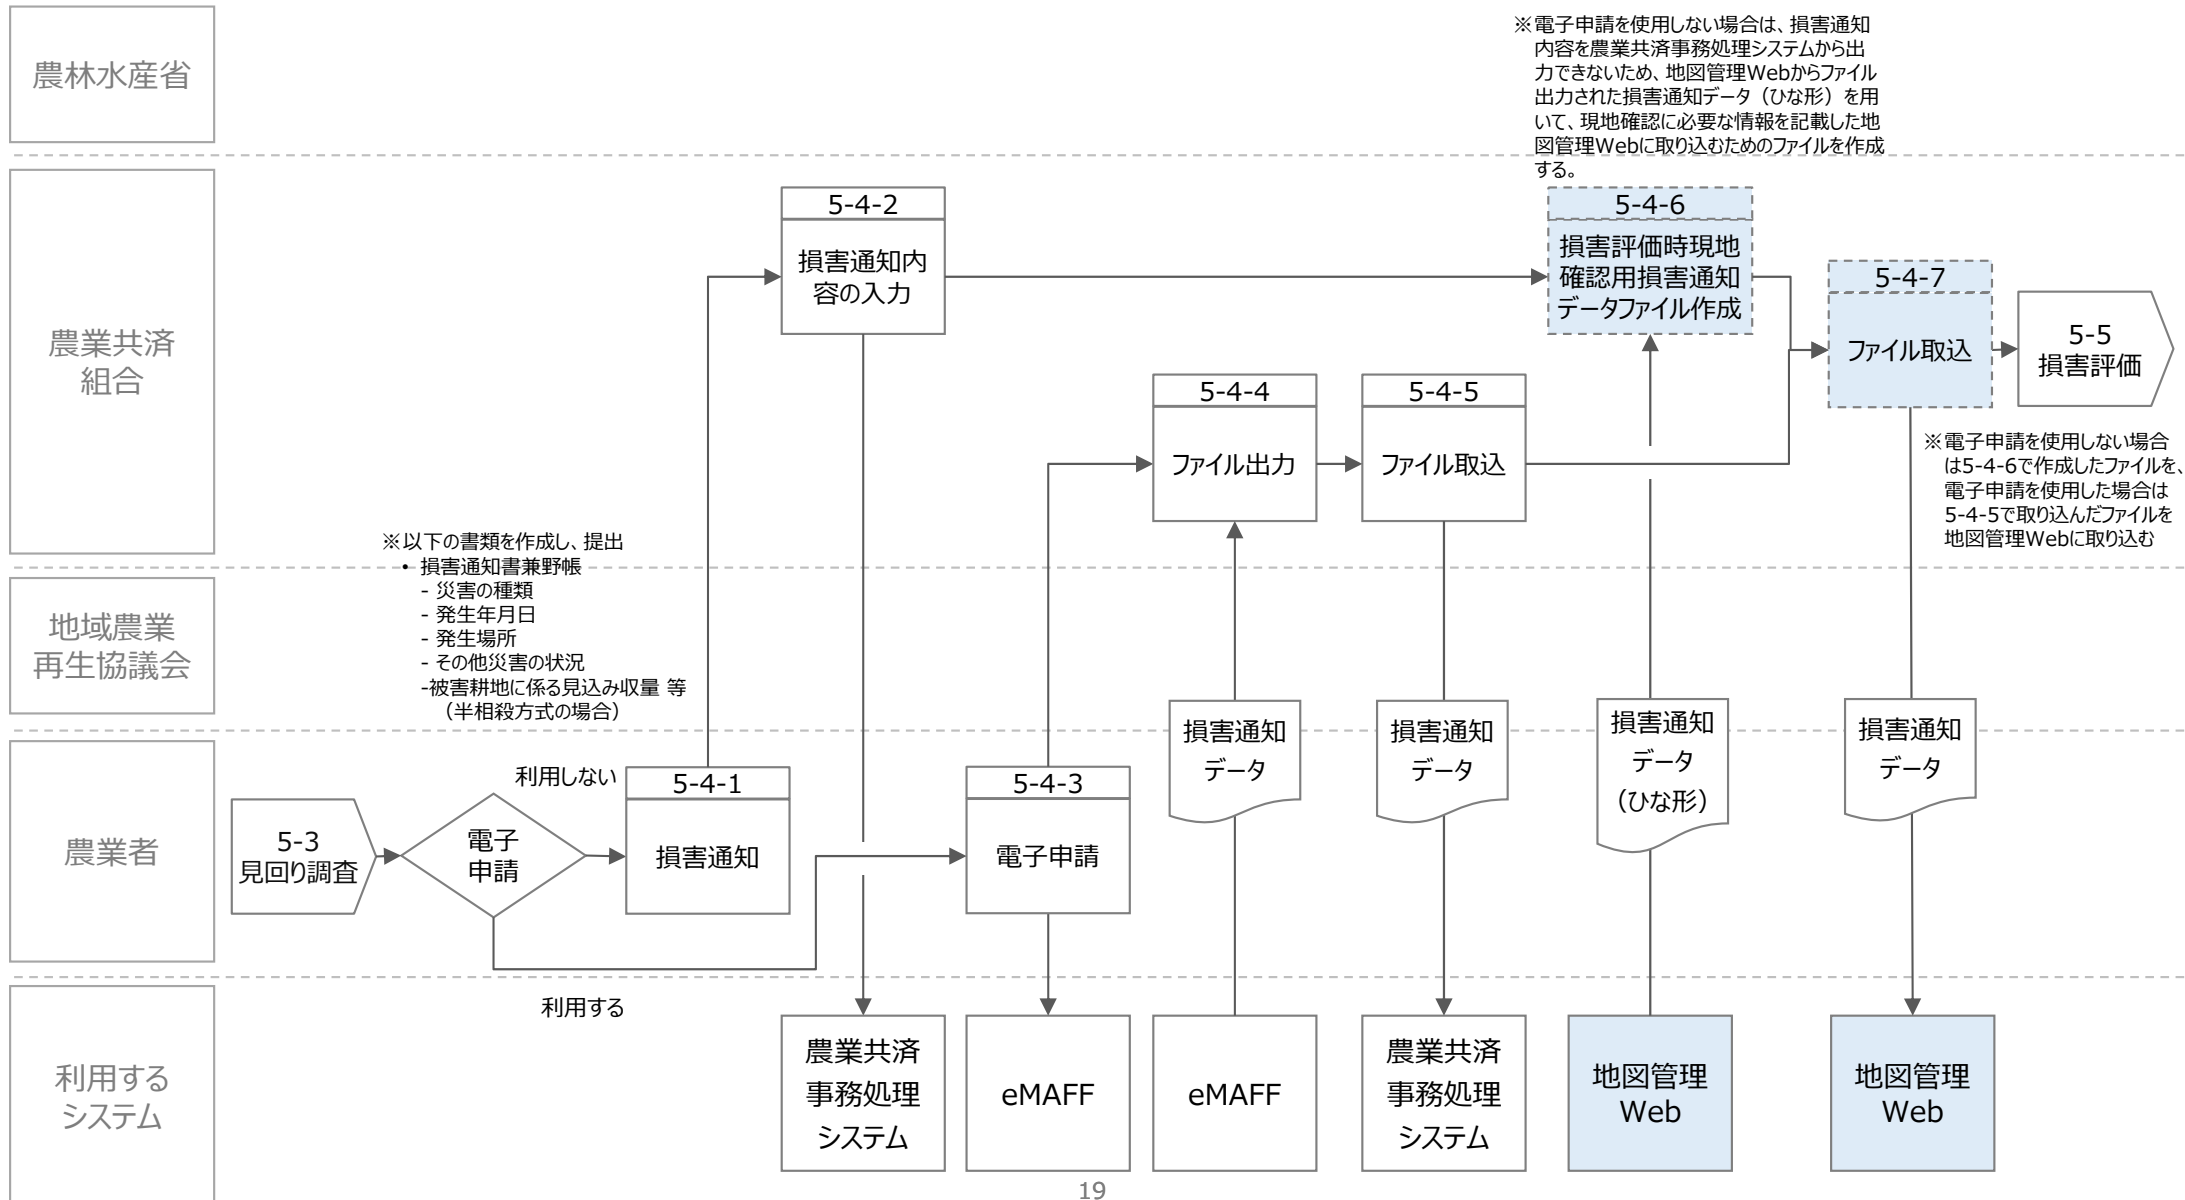 農林水産省
※電子申請を使用しない場合は、損害通知
内容を農業共済事務処理システムから出
力できないため、地図管理Webからファイル
出力された損害通知データ（ひな形）を用
いて、現地確認に必要な情報を記載した地
図管理Webに取り込むためのファイルを作成
する。
農業共済
組合
5-4-2
損害通知内
容の入力
5-4-6
損害評価時現地
確認用損害通知
データファイル作成
5-4-7
ファイル取込
5-5
損害評価
5-4-4
ファイル出力
5-4-5
ファイル取込
※電子申請を使用しない場合
は5-4-6で作成したファイルを、
電子申請を使用した場合は
5-4-5で取り込んだファイルを
地図管理Webに取り込む
※以下の書類を作成し、提出
• 損害通知書兼野帳
- 災害の種類
- 発生年月日
- 発生場所
- その他災害の状況
-被害耕地に係る見込み収量 等
（半相殺方式の場合）
地域農業
再生協議会
損害通知
データ
損害通知
データ
損害通知
データ
（ひな形）
損害通知
データ
農業者
5-3
見回り調査
電子
申請
利用しない
5-4-1
損害通知
5-4-3
電子申請
利用する
利用する
システム
農業共済
事務処理
システム
eMAFF
eMAFF
農業共済
事務処理
システム
地図管理
Web
地図管理
Web
19